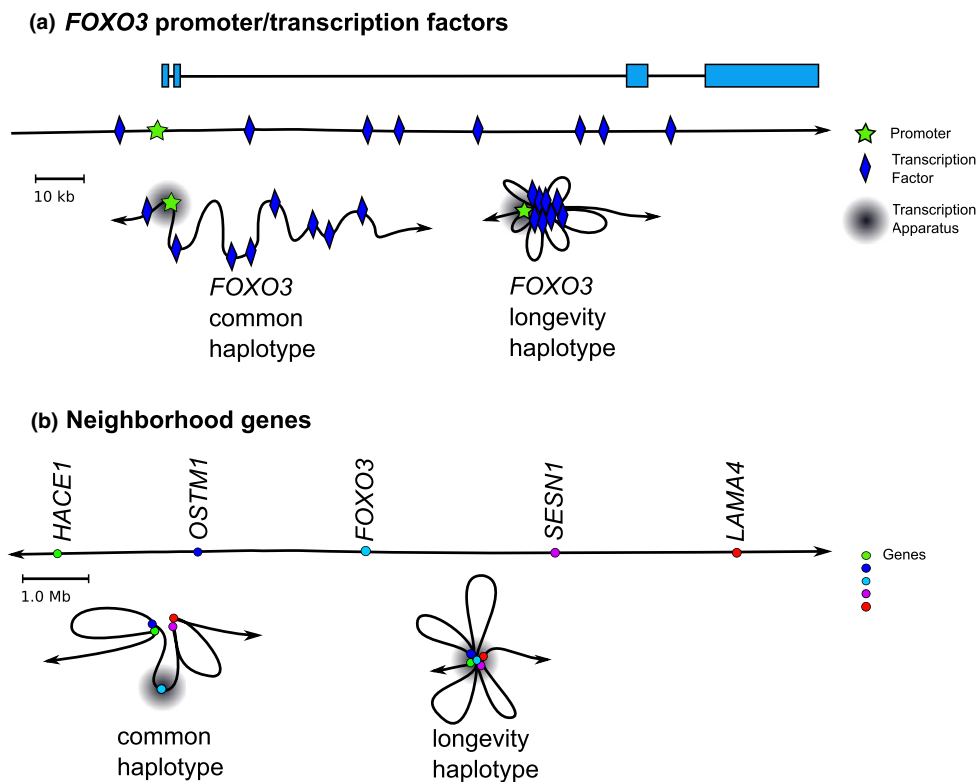 (a) FOXO3 promoter/transcription factors
Promoter
Transcription
Factor
Transcription
Apparatus
10 kb
FOXO3
common
haplotype
FOXO3
longevity
haplotype
(b) Neighborhood genes
HACE1
OSTM1
FOXO3
SESN1
LAMA4
Genes
1.0 Mb
common
haplotype
longevity
haplotype